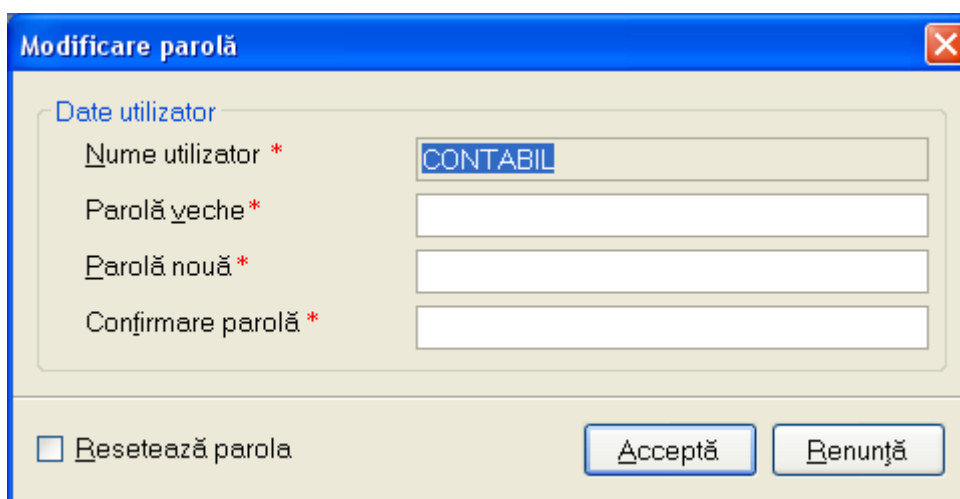 Modificare parolă
Date utilizator
Nume utilizator * CONTABIL
Parolă veche *
Parolă nouă *
Confirmare parolă *
Resetează parola Acceptă Renunţă